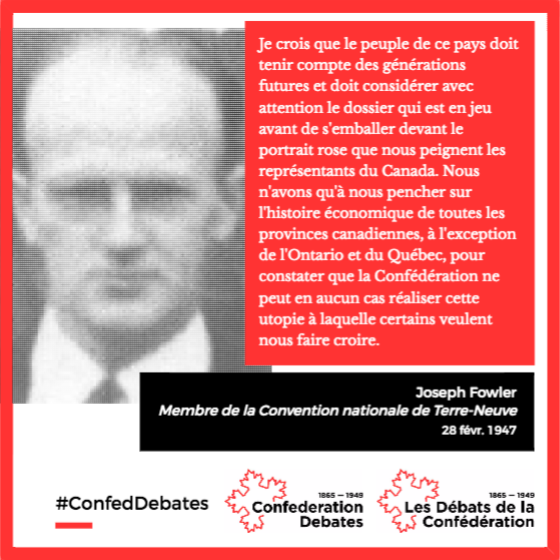 Je crois que le peuple de ce pays doit
tenir compte des générations
futures et doit considérer avec
attention le dossier qui est en jeu
avant de s'emballer devant le
portrait rose que nous peignent les
représentants du Canada. Nous
n'avons qu'à nous pencher sur
l'histoire économique de toutes les
provinces canadiennes, à l'exception
de l'Ontario et du Québec, pour
constater que la Confédération ne
peut en aucun cas réaliser cette
utopie à laquelle certains veulent
nous faire croire.
Joseph Fowler
Membre de la Convention nationale de Terre-Neuve
28 févr. 1947
#ConfedDebates
1865 — 1949
Confederation
Debates
1865 — 1949
Les Débats de la
Confédération